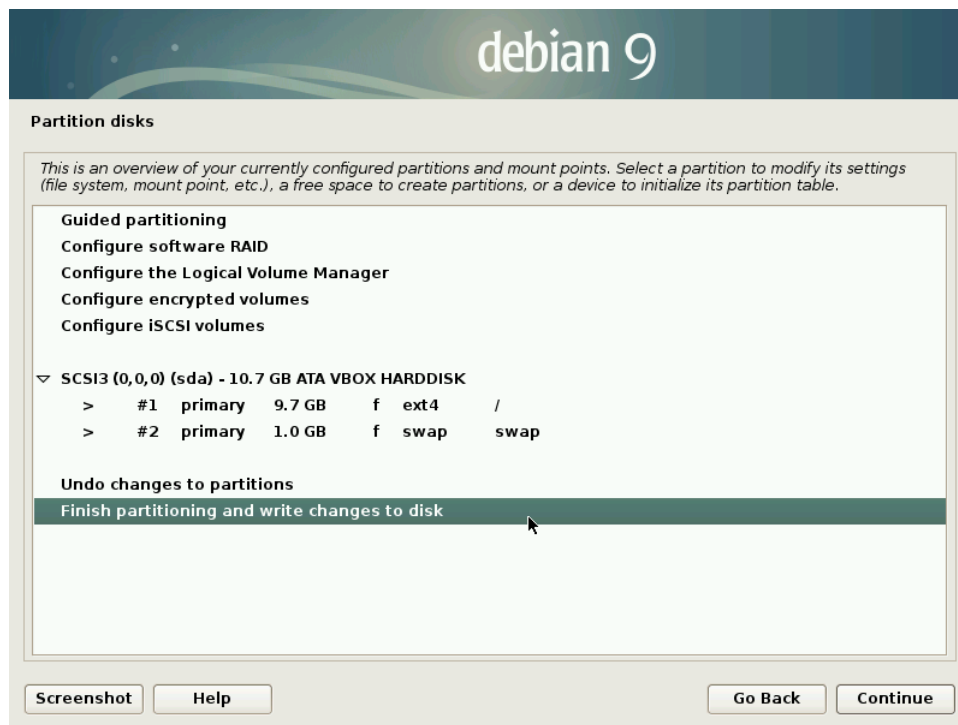 debian 9
Partition disks
This is an overview of your currently configured partitions and mount points. Select a partition to modify its settings
(file system, mount point, etc.), a free space to create partitions, or a device to initialize its partition table.
Guided partitioning
Configure software RAID
Configure the Logical Volume Manager
Configure encrypted volumes
Configure iSCSI volumes
SCSI3 (0,0,0) (sda) - 10.7 GB ATA VBOX HARDDISK
> #1 primary 9.7 GB f ext4 /
> #2 primary 1.0 GB f swap swap
Undo changes to partitions
Finish partitioning and write changes to disk
Screenshot Help Go Back Continue